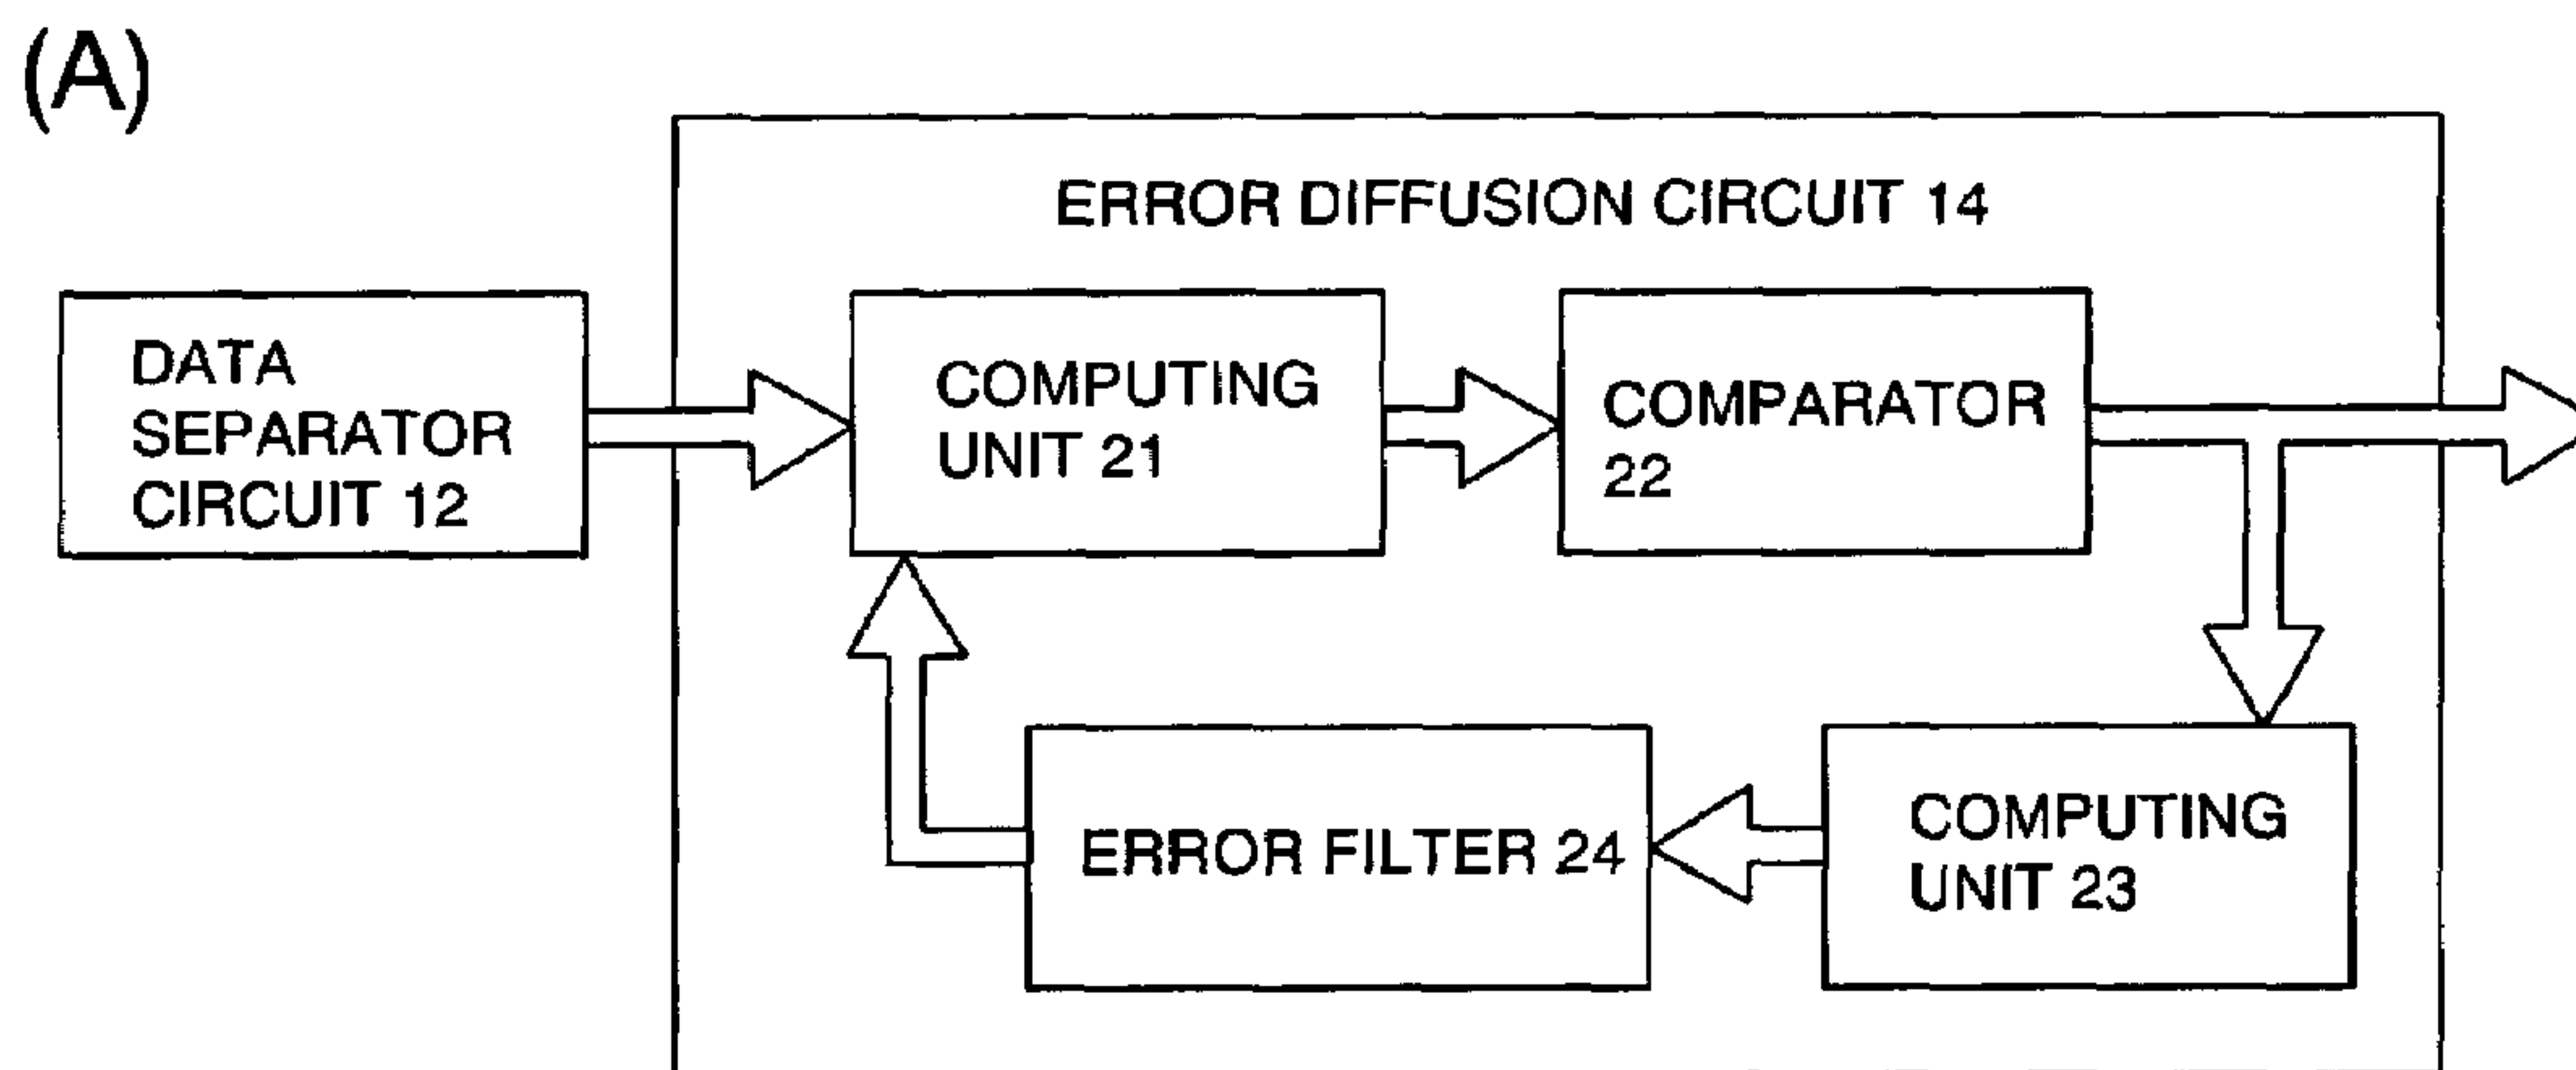 (A)
ERROR DIFFUSION CIRCUIT 14
DATA
SEPARATOR
CIRCUIT 12
COMPUTING
UNIT 21
COMPARATOR
22
ERROR FILTER 24
COMPUTING
UNIT 23